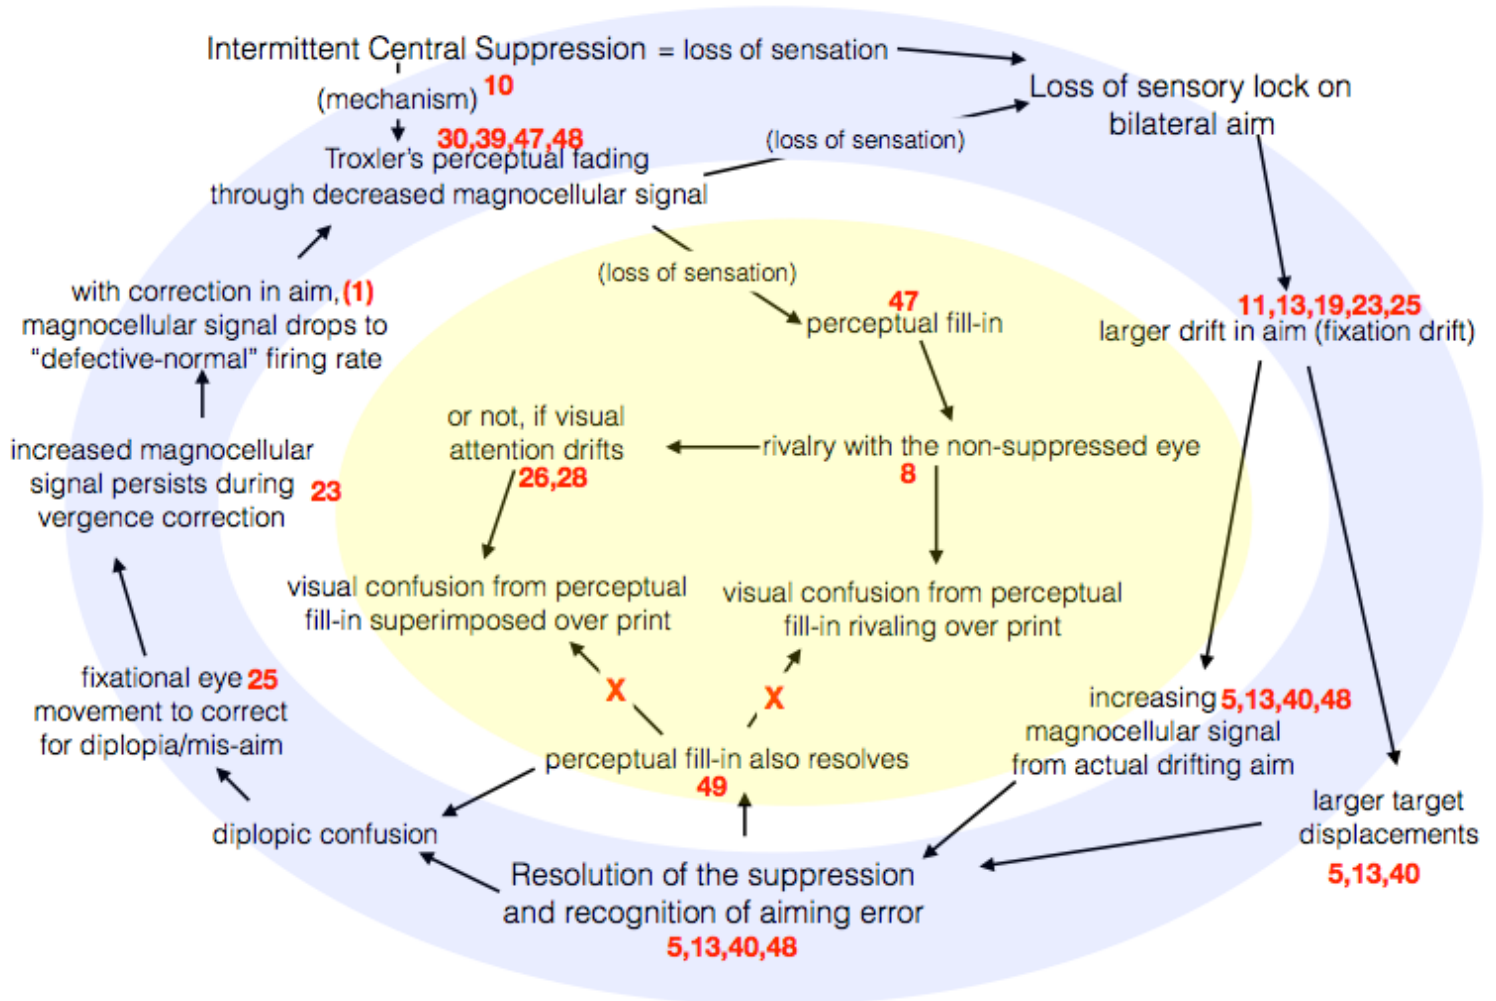 Intermittent Central Suppression = loss of sensation
(mechanism) 10
30,39,47,48
Troxler's perceptual fading
through decreased magnocellular signal
(loss of sensation)
Loss of sensory lock on
bilateral aim
(loss of sensation)
with correction in aim, (1)
magnocellular signal drops to
“defective-normal” firing rate
47
perceptual fill-in
11,13,19,23,25
larger drift in aim (fixation drift)
or not, if visual
attention drifts
26,28
rivalry with the non-suppressed eye
8
increased magnocellular
signal persists during 23
vergence correction
visual confusion from perceptual
fill-in superimposed over print
visual confusion from perceptual
fill-in rivaling over print
X
X
fixational eye 25
movement to correct
for diplopia/mis-aim
increasing 5,13,40,48
magnocellular signal
from actual drifting aim
perceptual fill-in also resolves
49
larger target
displacements
5,13,40
diplopic confusion
Resolution of the suppression
and recognition of aiming error
5,13,40,48